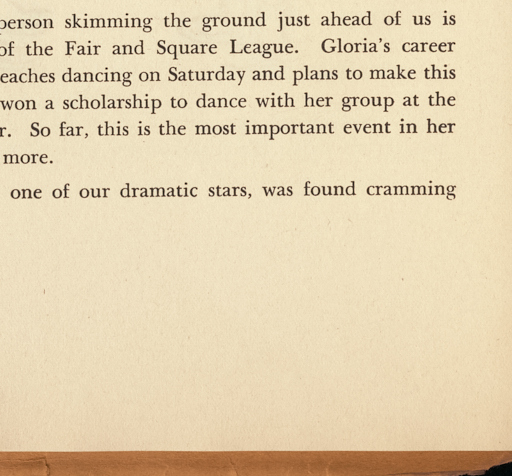 person skimming the ground just ahead of us is
of the Fair and Square League. Gloria's career
eaches dancing on Saturday and plans to make this
won a scholarship to dance with her group at the
r. So far, this is the most important event in her
more.
one of our dramatic stars, was found cramming